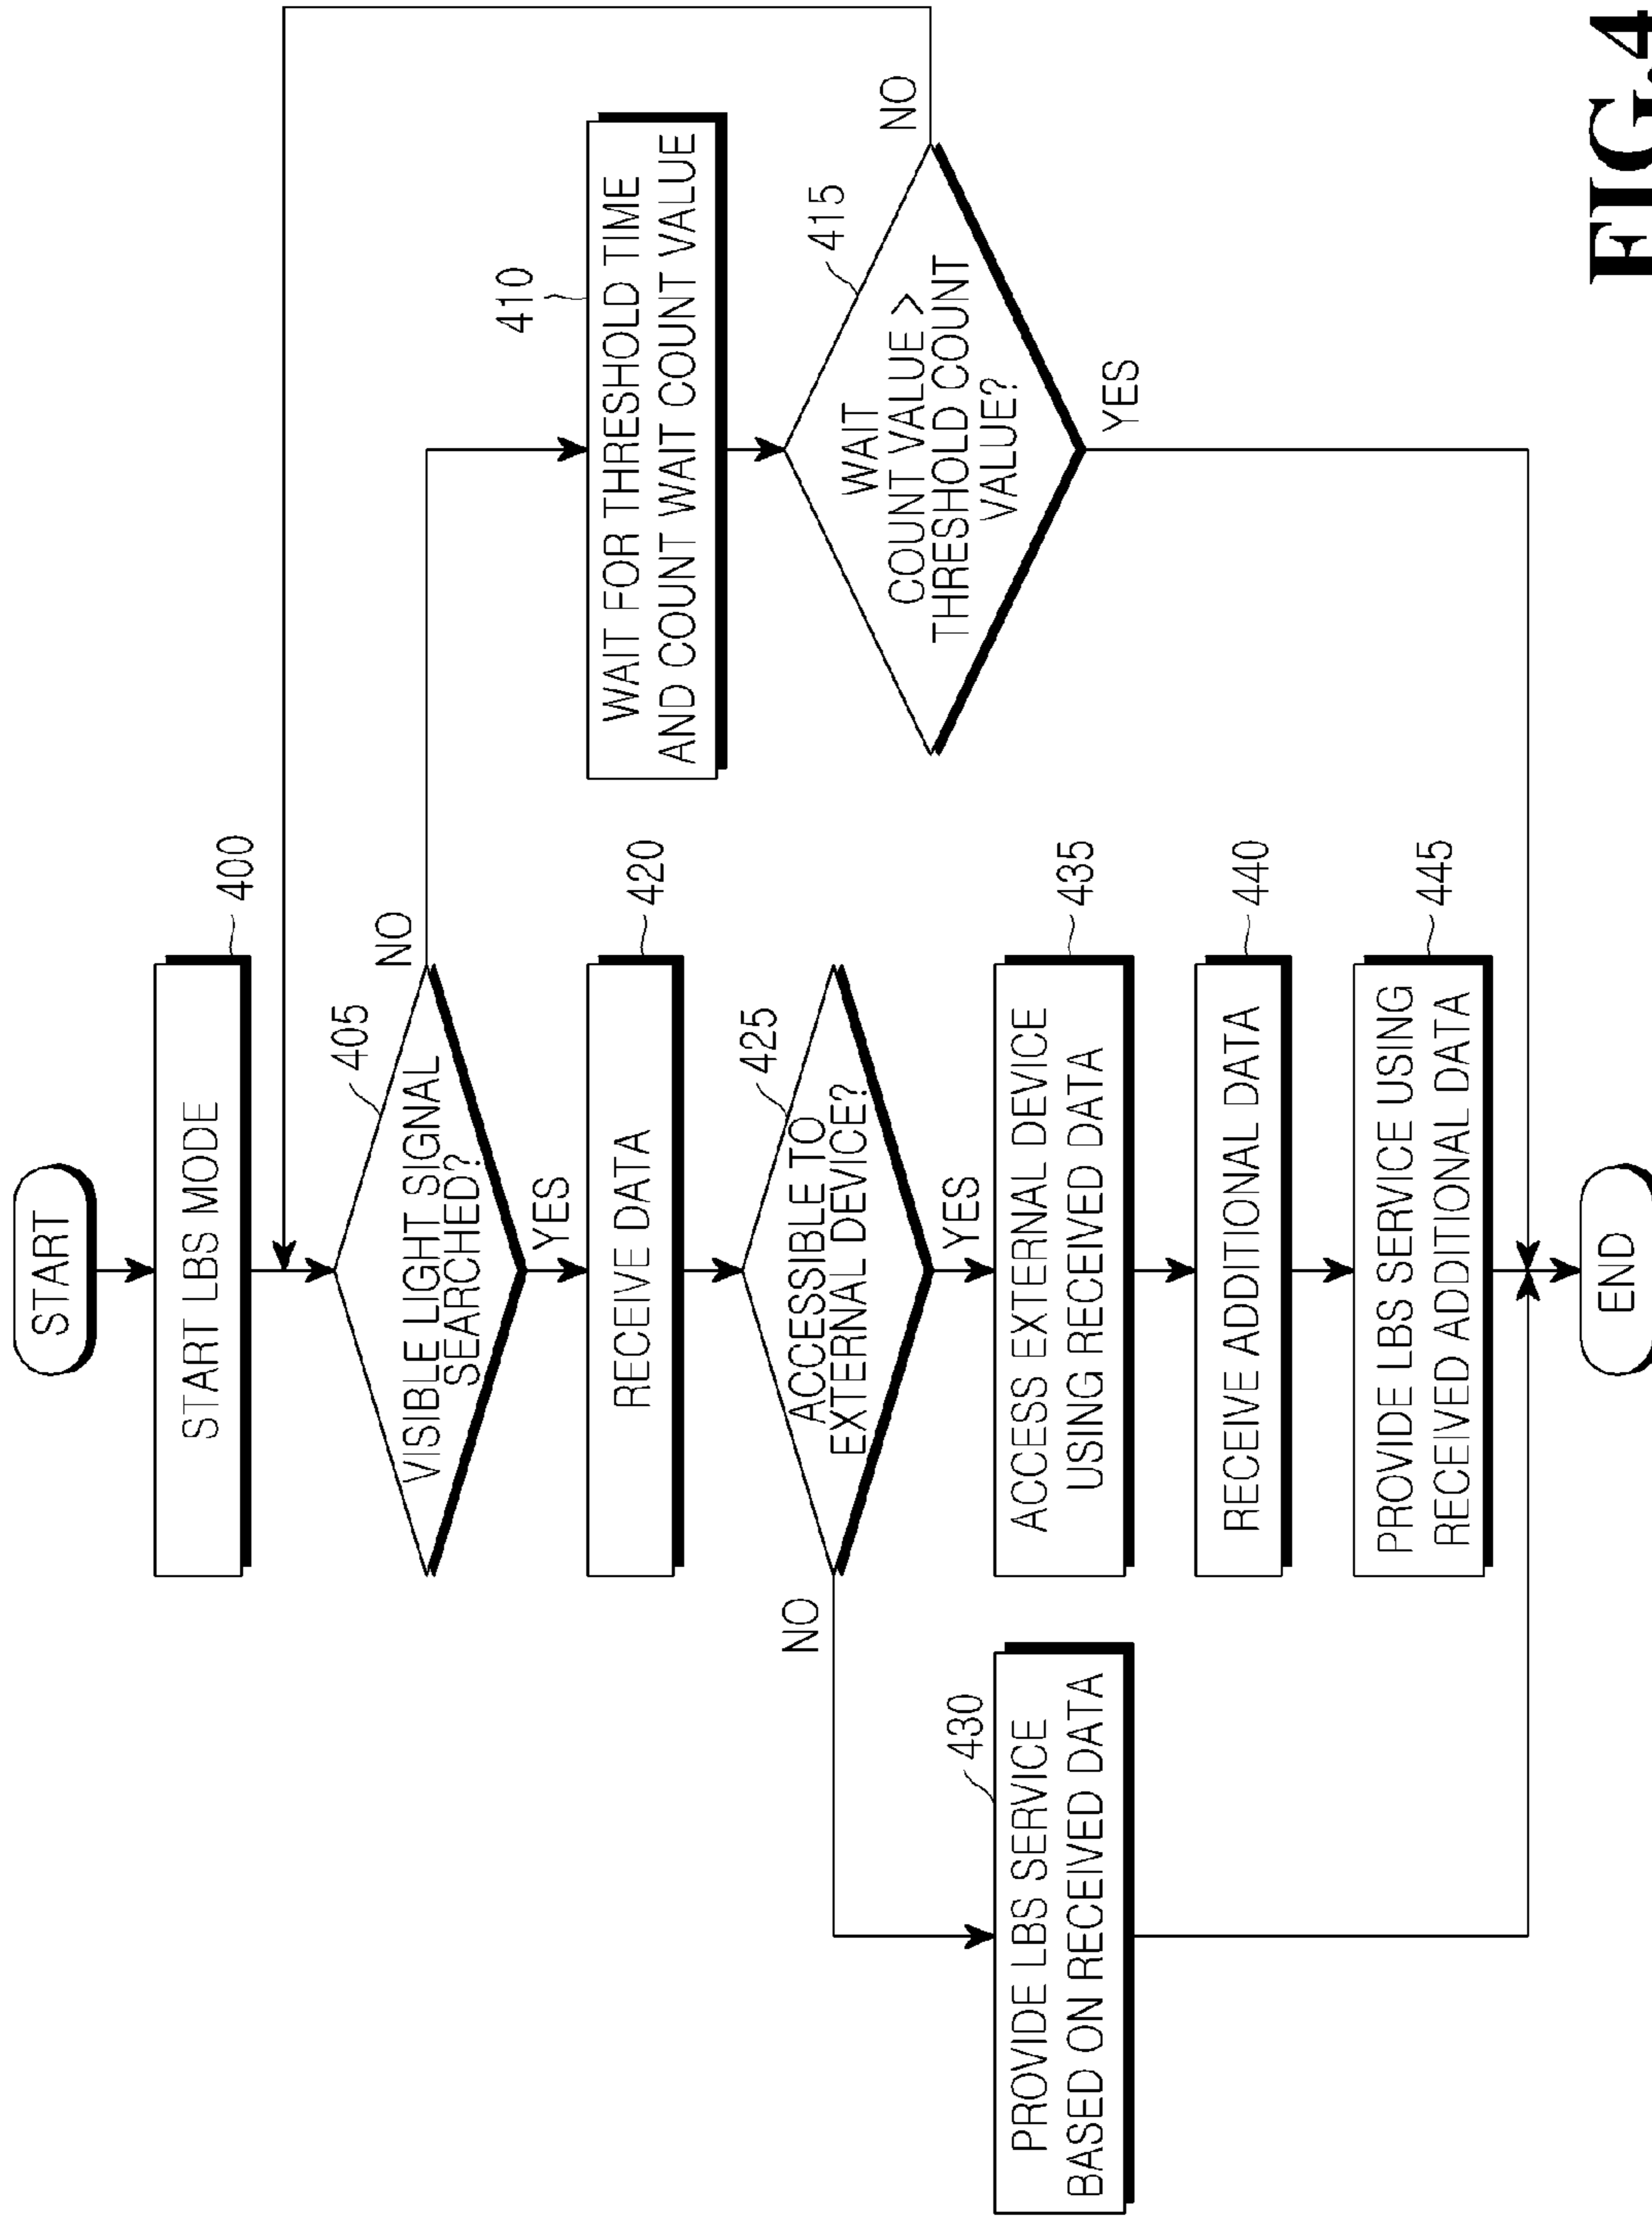 START
START LBS MODE
400
VISIBLE LIGHT SIGNAL
SEARCHED?
405
NO
YES
WAIT FOR THRESHOLD TIME
AND COUNT WAIT COUNT VALUE
410
WAIT
COUNT VALUE >
THRESHOLD COUNT
VALUE?
415
NO
YES
RECEIVE DATA
420
ACCESSIBLE TO
EXTERNAL DEVICE?
425
NO
YES
PROVIDE LBS SERVICE
BASED ON RECEIVED DATA
430
ACCESS EXTERNAL DEVICE
USING RECEIVED DATA
435
RECEIVE ADDITIONAL DATA
440
PROVIDE LBS SERVICE USING
RECEIVED ADDITIONAL DATA
445
END
FIG.4